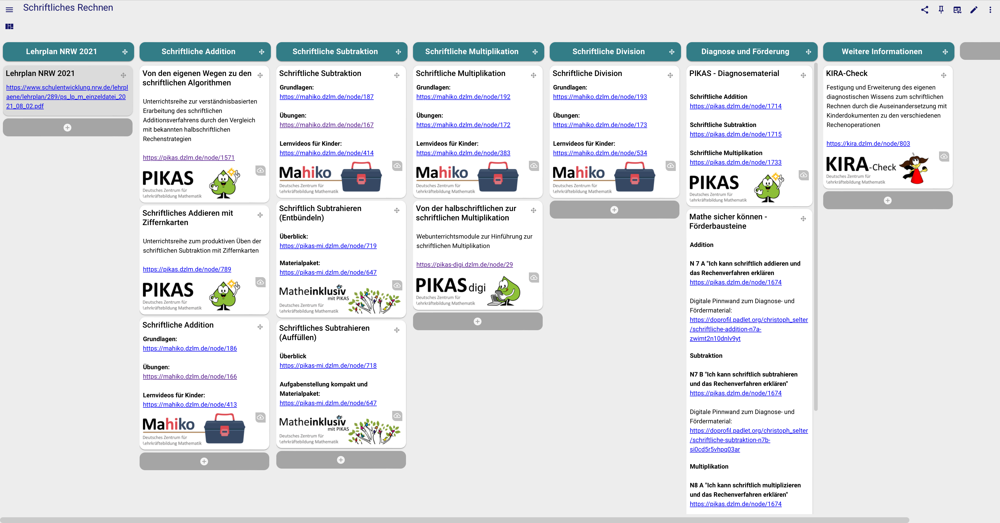 Schriftliches Rechnen
Lehrplan NRW 2021
Lehrplan NRW 2021
https://www.schulentwicklung.nrw.de/lehrpl
aene/lehrplan/289/ps_lp_m_einzeldatei_20
21_08_02.pdf
Schriftliche Addition
Von den eigenen Wegen zu den
schriftlichen Algorithmen
Unterrichtsreihe zur verständnisbasierten
Erarbeitung des schriftlichen
Additionsverfahrens durch den Vergleich
mit bekannten halbschriftlichen
Rechenstrategien
https://pikas.dzlm.de/node/1571
PIKAS
Deutsches Zentrum für
Lehrkräftebildung Mathematik
Schriftliches Addieren mit
Ziffernkarten
Unterrichtsreihe zum produktiven Üben der
schriftlichen Subtraktion mit Ziffernkarten
https://pikas.dzlm.de/node/789
PIKAS
Deutsches Zentrum für
Lehrkräftebildung Mathematik
Schriftliche Addition
Grundlagen:
https://mahiko.dzlm.de/node/186
Übungen:
https://mahiko.dzlm.de/node/166
Lernvideos für Kinder:
https://mahiko.dzlm.de/node/413
Mahiko
Deutsches Zentrum für
Lehrkräftebildung Mathematik
Schriftliche Subtraktion
Schriftliche Subtraktion
Grundlagen:
https://mahiko.dzlm.de/node/187
Übungen:
https://mahiko.dzlm.de/node/167
Lernvideos für Kinder:
https://mahiko.dzlm.de/node/414
Mahiko
Deutsches Zentrum für
Lehrkräftebildung Mathematik
Schriftlich Subtrahieren
(Entbündeln)
Überblick:
https://pikas-mi.dzlm.de/node/719
Materialpaket:
https://pikas-mi.dzlm.de/node/647
Matheinklusiv
mit PIKAS
Deutsches Zentrum für
Lehrkräftebildung Mathematik
Schriftliches Subtrahieren
(Auffüllen)
Überblick
https://pikas-mi.dzlm.de/node/718
Aufgabenstellung kompakt und
Materialpaket:
https://pikas-mi.dzlm.de/node/647
Matheinklusiv
mit PIKAS
Deutsches Zentrum für
Lehrkräftebildung Mathematik
Schriftliche Multiplikation
Schriftliche Multiplikation
Grundlagen:
https://mahiko.dzlm.de/node/192
Übungen:
https://mahiko.dzlm.de/node/172
Lernvideos für Kinder:
https://mahiko.dzlm.de/node/383
Mahiko
Deutsches Zentrum für
Lehrkräftebildung Mathematik
Von der halbschriftlichen zur
schriftlichen Multiplikation
Webunterrichtsmodule zur Hinführung zur
schriftlichen Multiplikation
https://pikas-digi.dzlm.de/node/29
PIKAS digi
Deutsches Zentrum für
Lehrkräftebildung Mathematik
Schriftliche Division
Schriftliche Division
Grundlagen:
https://mahiko.dzlm.de/node/193
Übungen:
https://mahiko.dzlm.de/node/173
Lernvideos für Kinder:
https://mahiko.dzlm.de/node/534
Mahiko
Deutsches Zentrum für
Lehrkräftebildung Mathematik
Diagnose und Förderung
PIKAS - Diagnosematerial
Schriftliche Addition
https://pikas.dzlm.de/node/1714
Schriftliche Subtraktion
https://pikas.dzlm.de/node/1715
Schriftliche Multiplikation
https://pikas.dzlm.de/node/1733
PIKAS
Deutsches Zentrum für
Lehrkräftebildung Mathematik
Mathe sicher können -
Förderbausteine
Addition
N 7 A "Ich kann schriftlich addieren und
das Rechenverfahren erklären
https://pikas.dzlm.de/node/1674
Digitale Pinnwand zum Diagnose- und
Fördermaterial:
https://doprofil.padlet.org/christoph_selter
/schriftliche-addition-n7a-
zwimt2n10dnlv9yt
Subtraktion
N7 B "Ich kann schriftlich subtrahieren
und das Rechenverfahren erklären"
https://pikas.dzlm.de/node/1674
Digitale Pinnwand zum Diagnose- und
Fördermaterial:
https://doprofil.padlet.org/christoph_selter
/schriftliche-subtraktion-n7b-
si0cd5r5vhpq03ar
Multiplikation
N8 A "Ich kann schriftlich multiplizieren
und das Rechenverfahren erklären"
https://pikas.dzlm.de/node/1674
Weitere Informationen
KIRA-Check
Festigung und Erweiterung des eigenen
diagnostischen Wissens zum schriftlichen
Rechnen durch die Auseinandersetzung mit
Kinderdokumenten zu den verschiedenen
Rechenoperationen
https://kira.dzlm.de/node/803
KIRA-Check
Deutsches Zentrum für
Lehrkräftebildung Mathematik